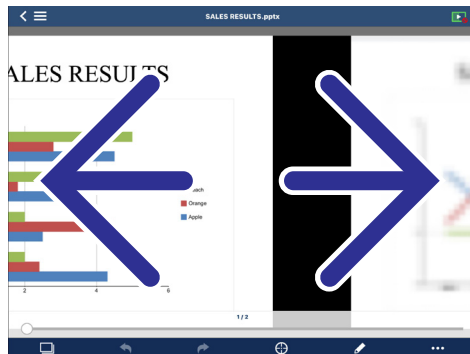 SALES RESULTS.pptx
ALES RESULTS
ach
Orange
Apple
2 4 6
1 / 2